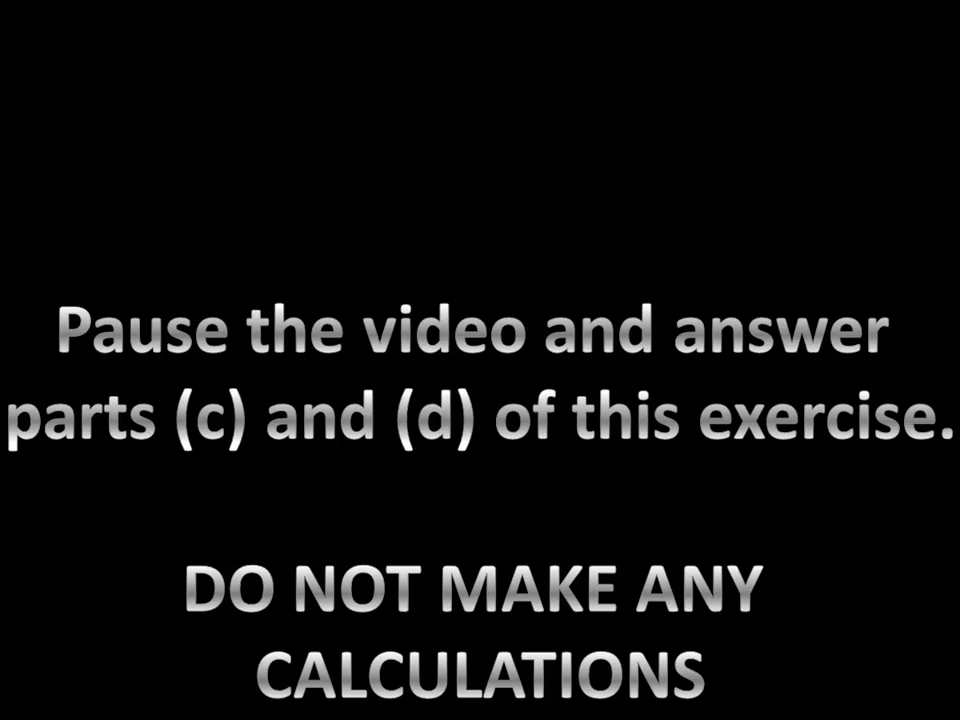 Pause the video and answer
parts (c) and (d) of this exercise.
DO NOT MAKE ANY
CALCULATIONS